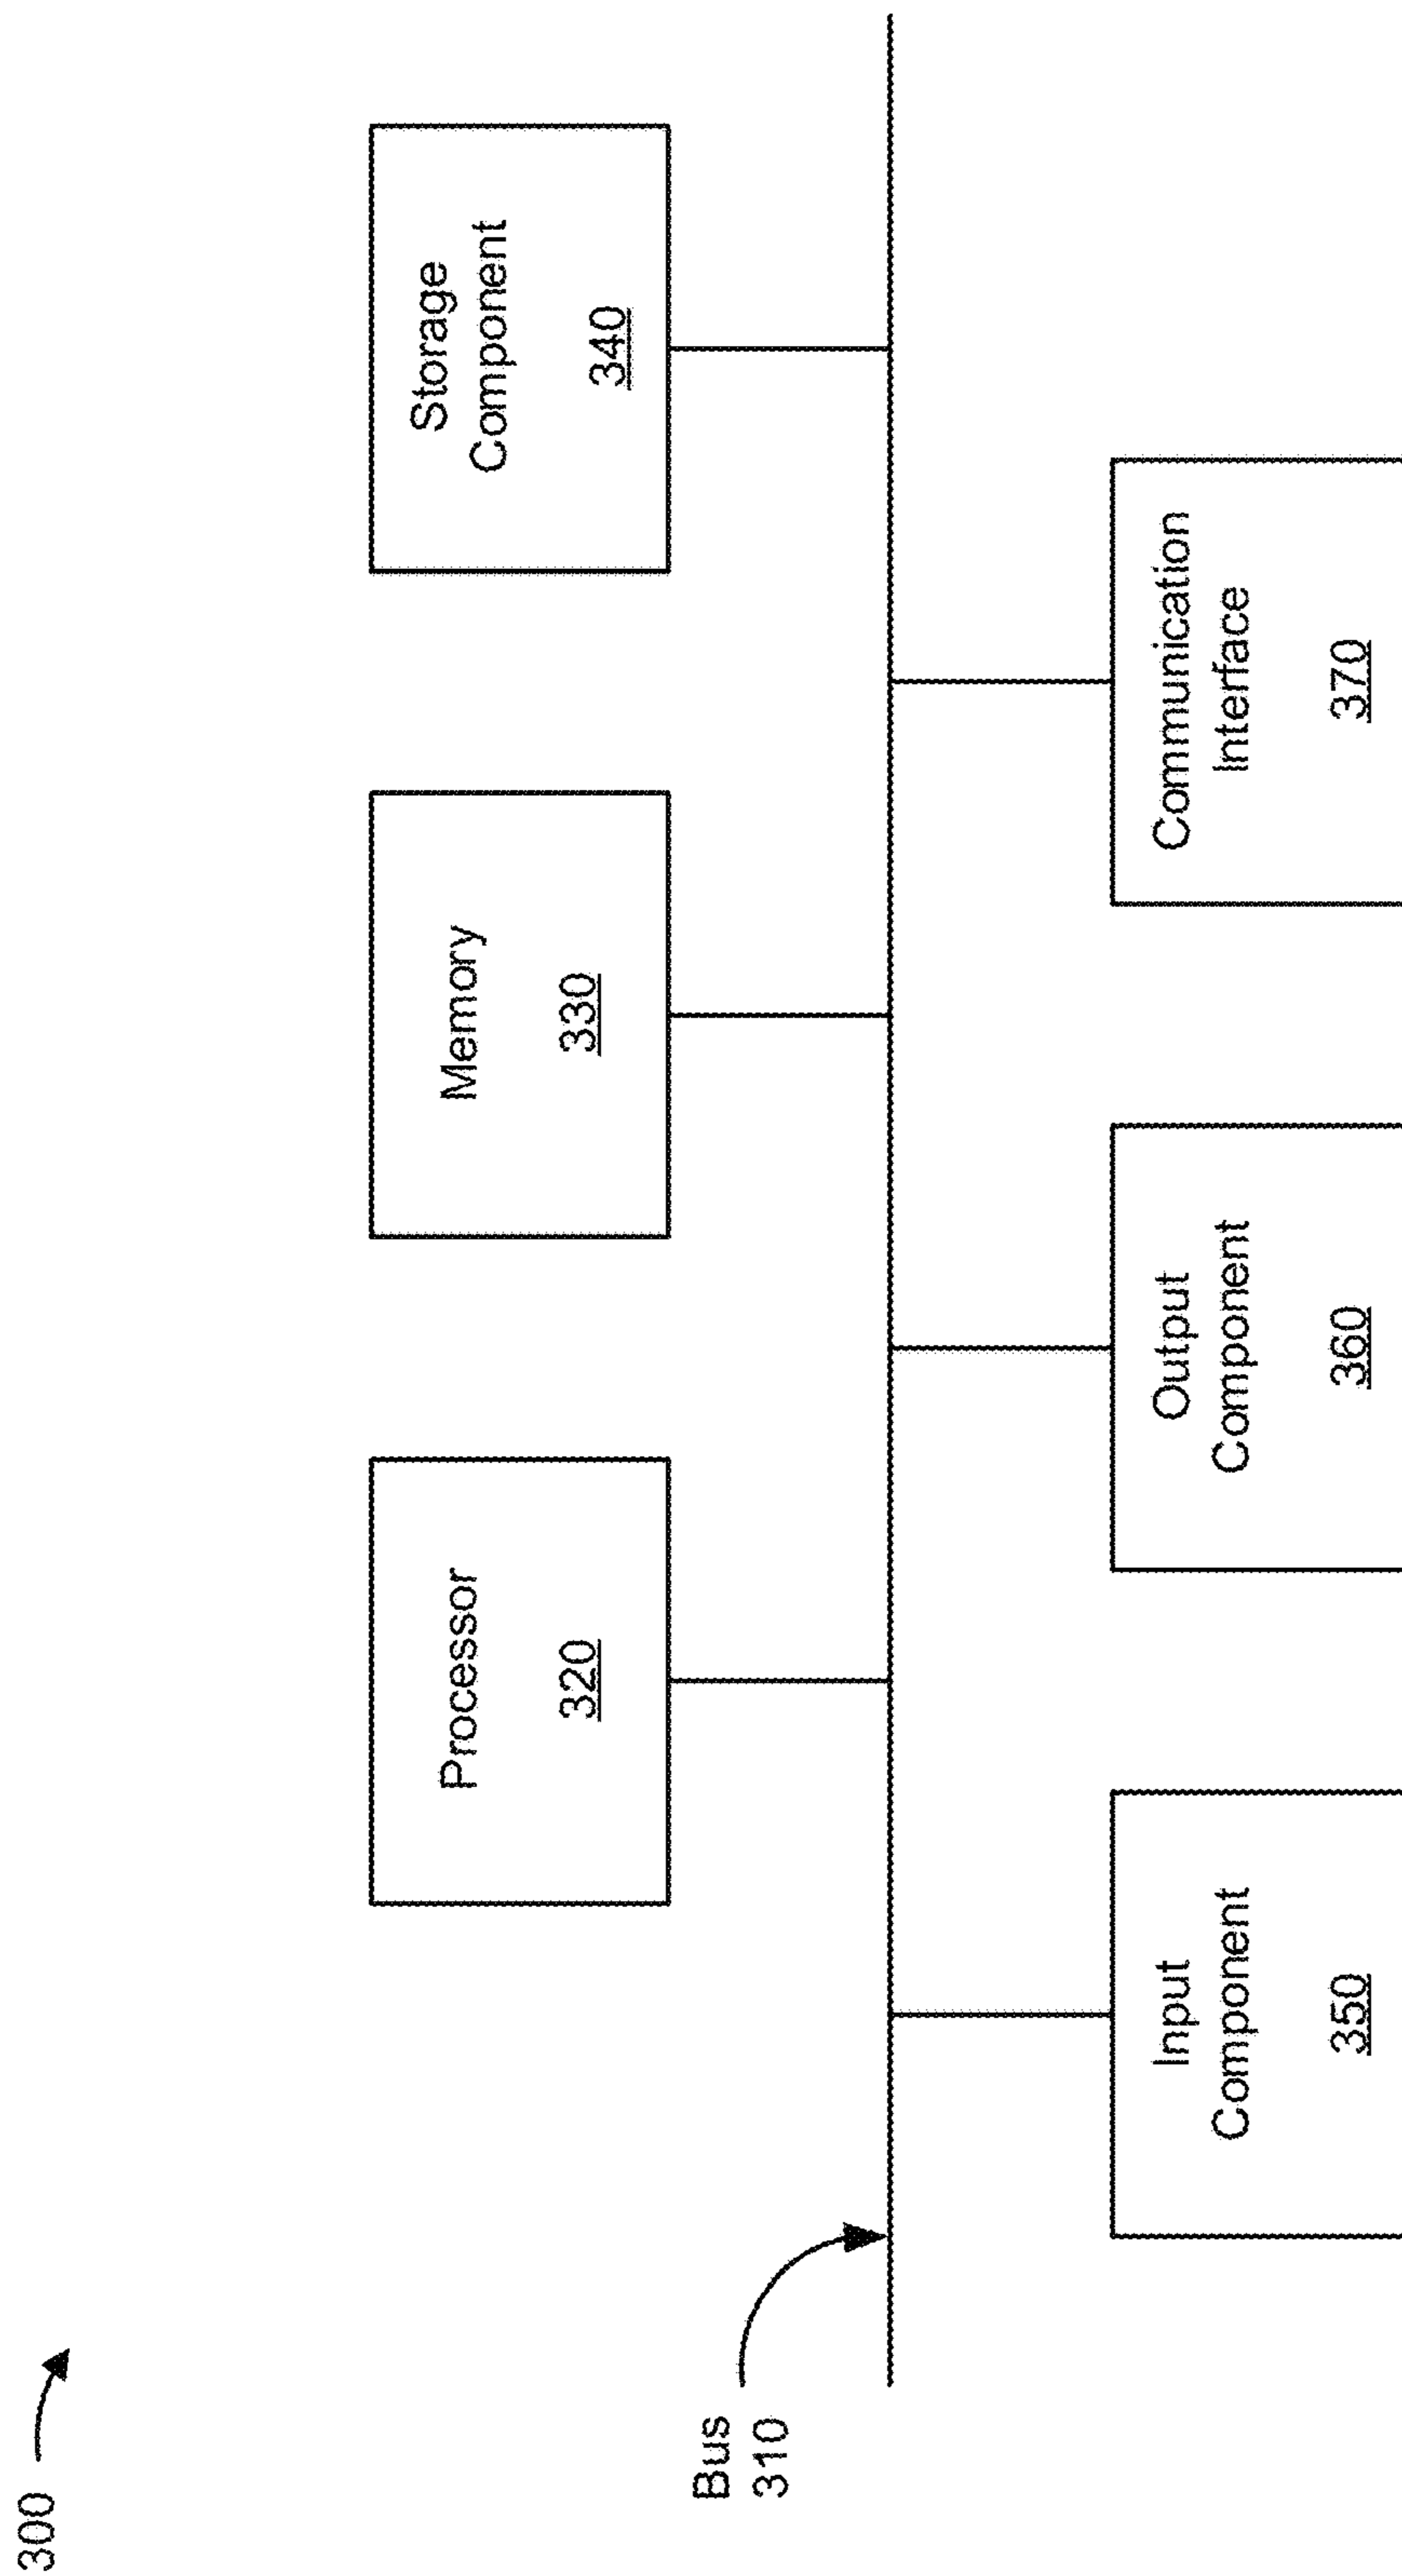 300
Processor
320
Memory
330
Storage
Component
340
Bus
310
Input
Component
350
Output
Component
360
Communication
Interface
370